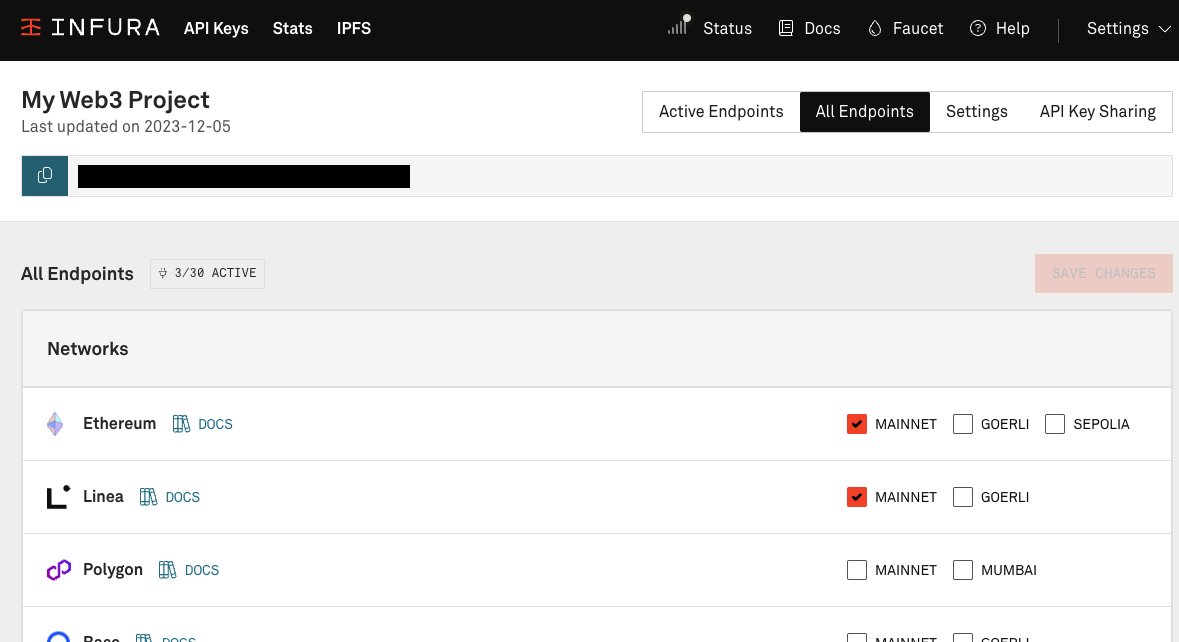 INFURA API Keys Stats IPFS Status Docs Faucet Help Settings
My Web3 Project
Last updated on 2023-12-05
Active Endpoints All Endpoints Settings API Key Sharing
All Endpoints 3/30 ACTIVE SAVE CHANGES
Networks
Ethereum DOCS MAINNET GOERLI SEPOLIA
Linea DOCS MAINNET GOERLI
Polygon DOCS MAINNET MUMBAI
Base DOCS MAINNET GOERLI